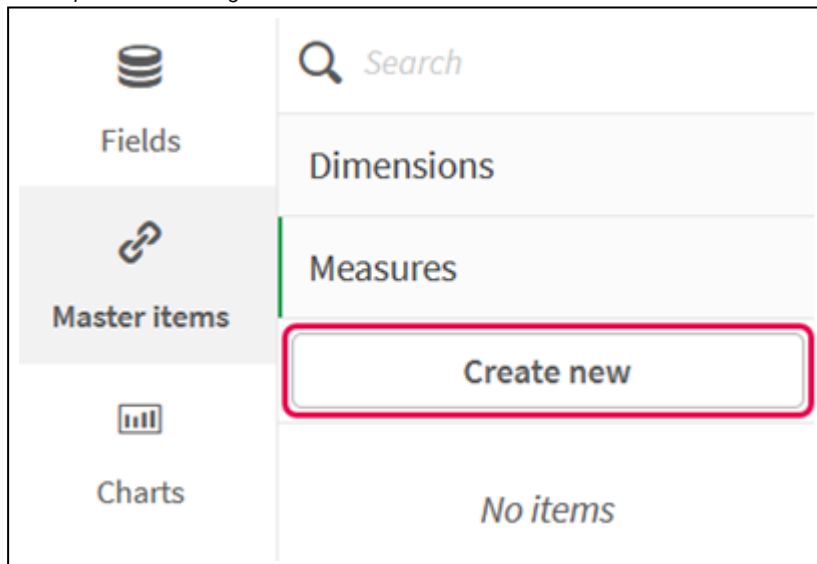 Search
Fields
Dimensions
Measures
Master items
Create new
Charts
No items